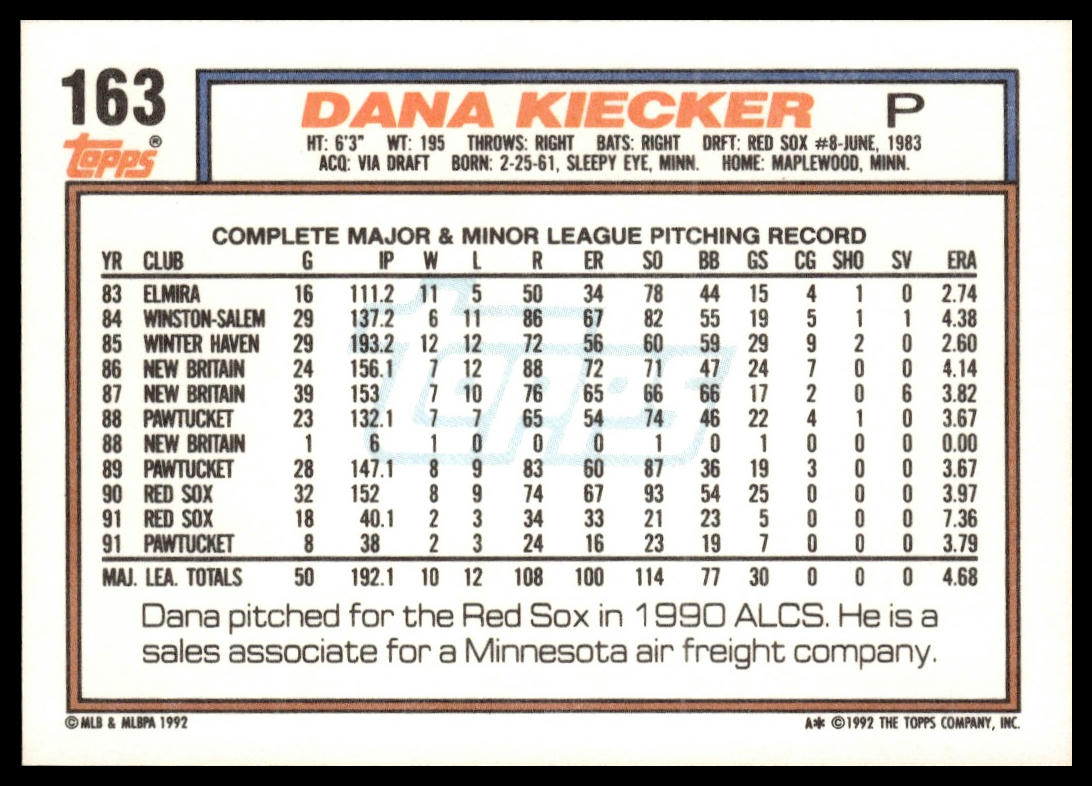 163
Topps®
DANA KIECKER P
HT: 6'3" WT: 195 THROWS: RIGHT BATS: RIGHT DRFT: RED SOX #8-JUNE, 1983
ACQ: VIA DRAFT BORN: 2-25-61, SLEEPY EYE, MINN. HOME: MAPLEWOOD, MINN.
COMPLETE MAJOR & MINOR LEAGUE PITCHING RECORD
YR CLUB G IP W L R ER SO BB GS CG SHO SV ERA
83 ELMIRA 16 111.2 11 5 50 34 78 44 15 4 1 0 2.74
84 WINSTON-SALEM 29 137.2 6 11 86 67 82 55 19 5 1 1 4.38
85 WINTER HAVEN 29 193.2 12 12 72 56 60 59 29 9 2 0 2.60
86 NEW BRITAIN 24 156.1 7 12 88 72 71 47 24 7 0 0 4.14
87 NEW BRITAIN 39 153 7 10 76 65 66 66 17 2 0 6 3.82
88 PAWTUCKET 23 132.1 7 7 65 54 74 46 22 4 1 0 3.67
88 NEW BRITAIN 1 6 1 0 0 0 1 0 1 0 0 0 0.00
89 PAWTUCKET 28 147.1 8 9 83 60 87 36 19 3 0 0 3.67
90 RED SOX 32 152 8 9 74 67 93 54 25 0 0 0 3.97
91 RED SOX 18 40.1 2 3 34 33 21 23 5 0 0 0 7.36
91 PAWTUCKET 8 38 2 3 24 16 23 19 7 0 0 0 3.79
MAJ. LEA. TOTALS 50 192.1 10 12 108 100 114 77 30 0 0 0 4.68
Topps
Dana pitched for the Red Sox in 1990 ALCS. He is a
sales associate for a Minnesota air freight company.
© MLB & MLBPA 1992 A* © 1992 THE TOPPS COMPANY, INC.